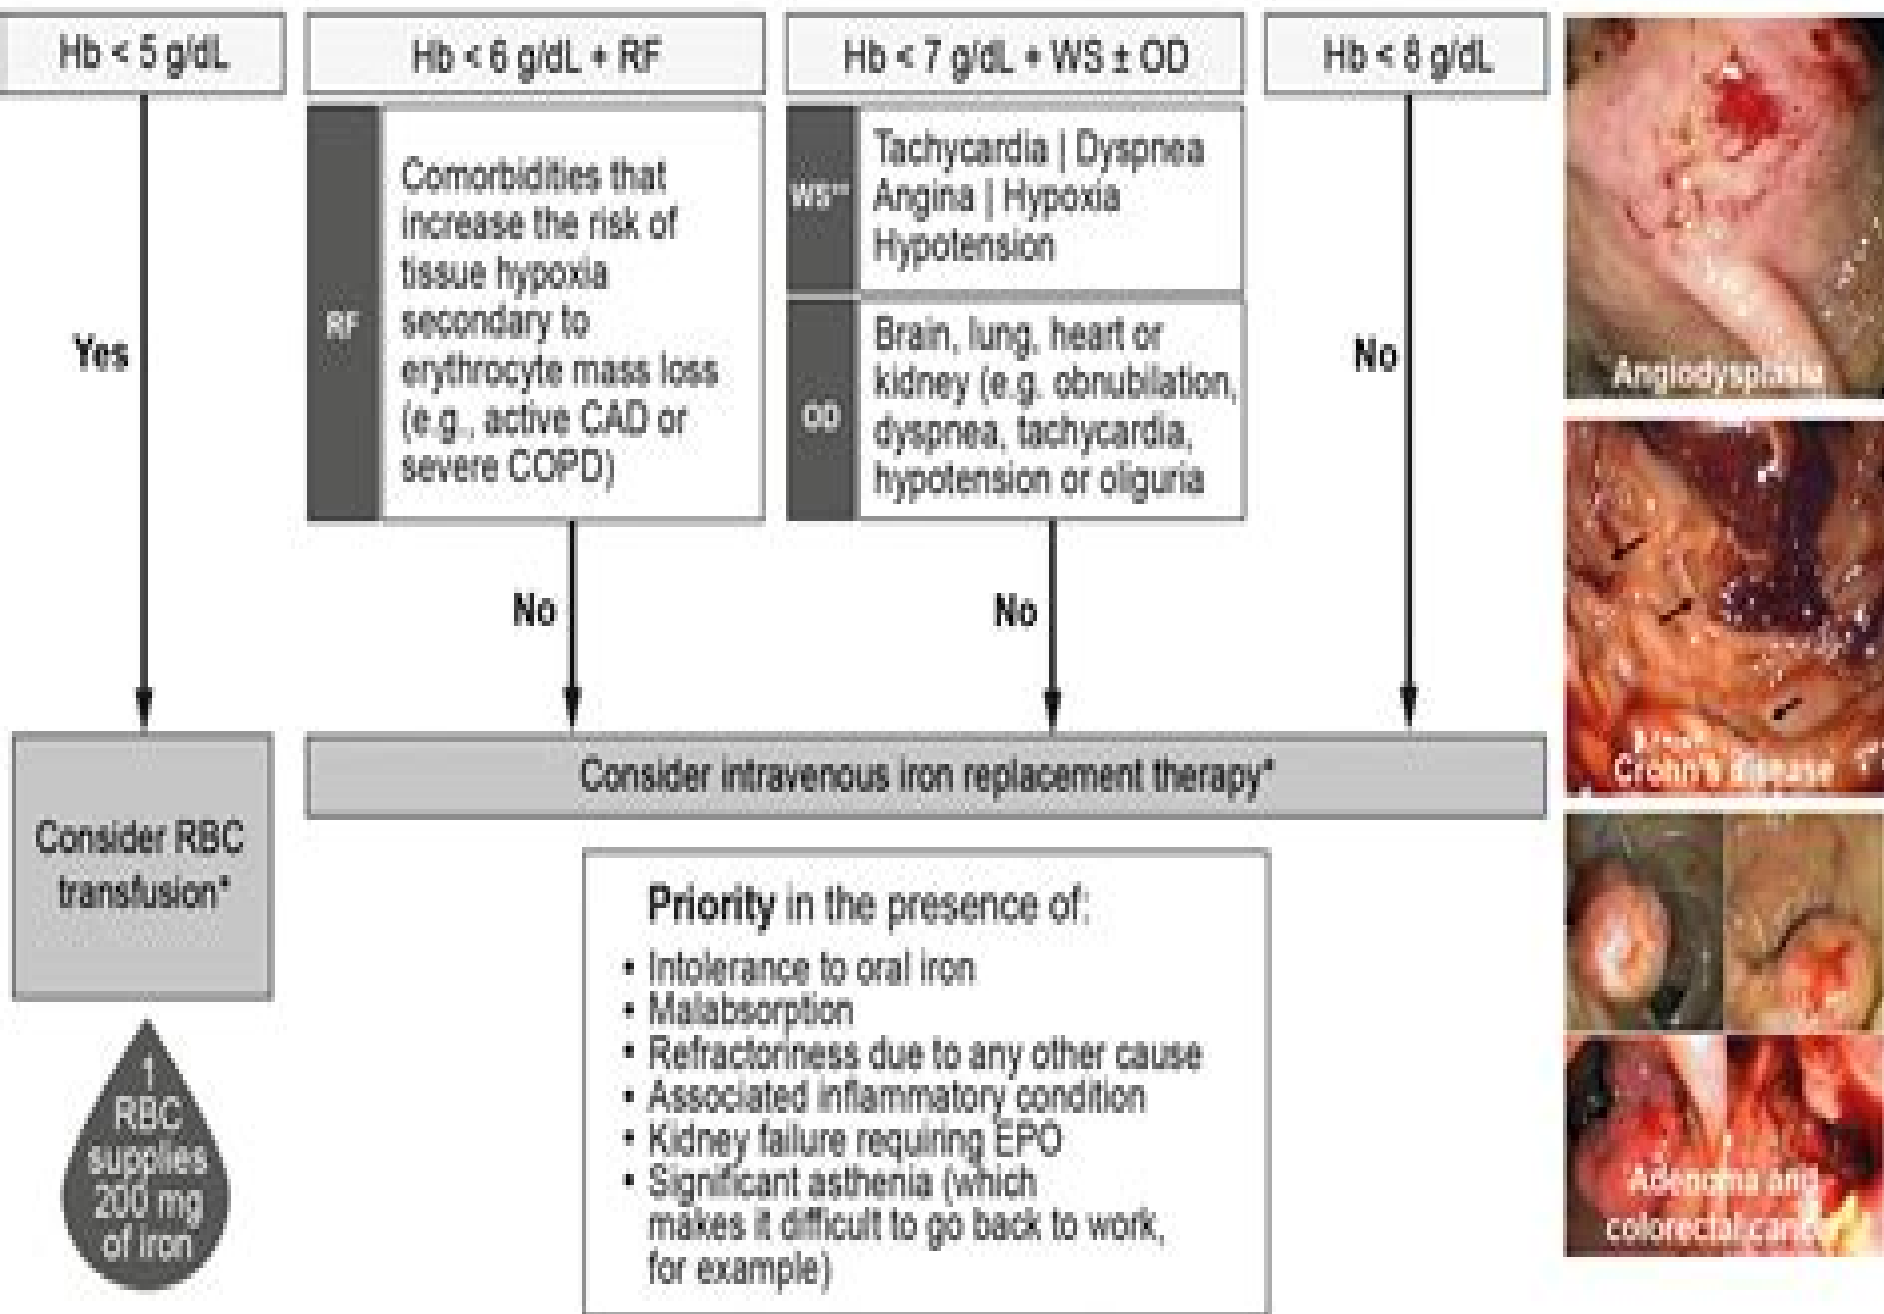 Hb < 5 g/dL
Hb < 6 g/dL + RF
Hb < 7 g/dL + WS ± OD
Hb < 8 g/dL
RF
Comorbidities that
increase the risk of
tissue hypoxia
secondary to
erythrocyte mass loss
(e.g., active CAD or
severe COPD)
WS**
Tachycardia | Dyspnea
Angina | Hypoxia
Hypotension
OD
Brain, lung, heart or
kidney (e.g. obnubilation,
dyspnea, tachycardia,
hypotension or oliguria
Yes
No
No
No
Consider RBC
transfusion*
Consider intravenous iron replacement therapy*
1
RBC
supplies
200 mg
of iron
Priority in the presence of:
• Intolerance to oral iron
• Malabsorption
• Refractoriness due to any other cause
• Associated inflammatory condition
• Kidney failure requiring EPO
• Significant asthenia (which
makes it difficult to go back to work,
for example)
Angiodysplasia
Crohn's disease
Adenoma and
colorectal cancer